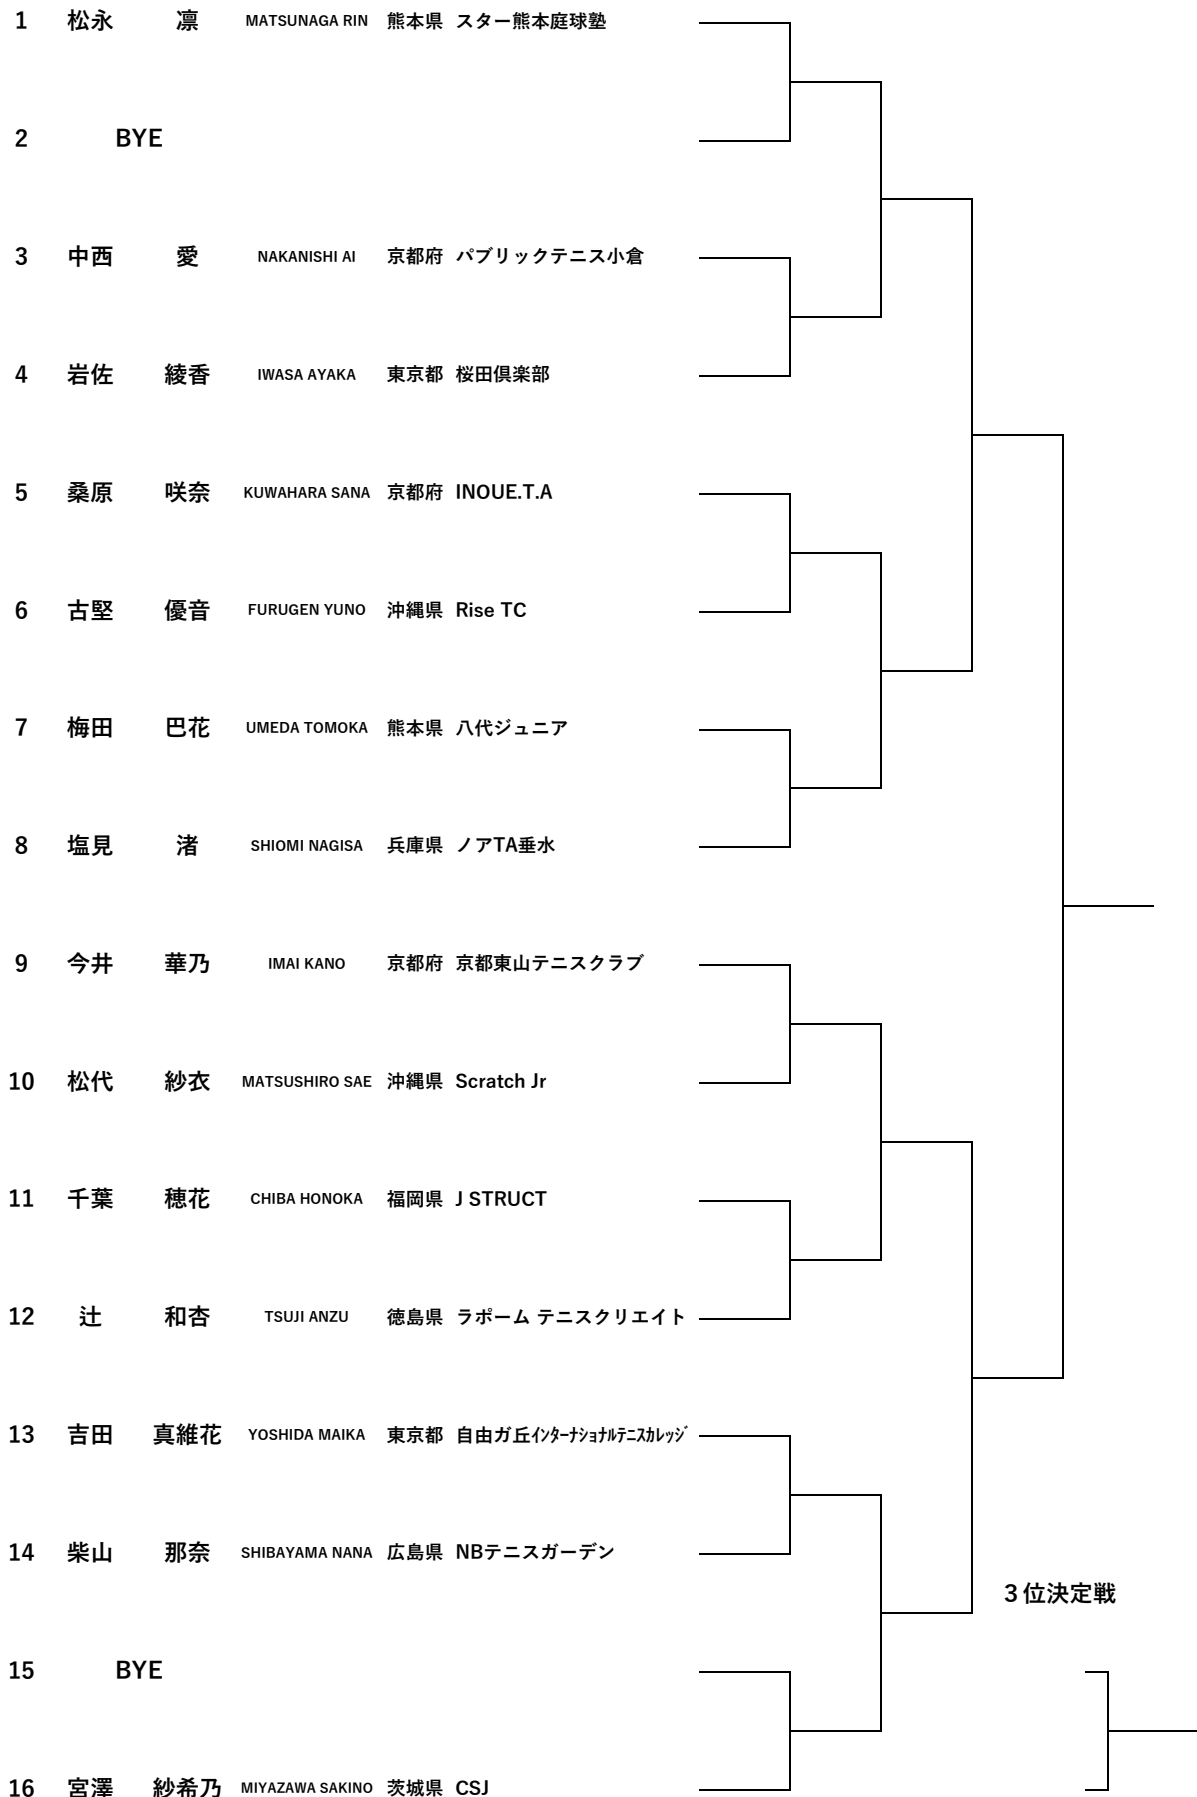 1 松永 凛 MATSUNAGA RIN 熊本県 スター熊本庭球塾
2 BYE
3 中西 愛 NAKANISHI AI 京都府 パブリックテニス小倉
4 岩佐 綾香 IWASA AYAKA 東京都 桜田倶楽部
5 桑原 咲奈 KUWAHARA SANA 京都府 INOUE.T.A
6 古堅 優音 FURUGEN YUNO 沖縄県 Rise TC
7 梅田 巴花 UMEDA TOMOKA 熊本県 八代ジュニア
8 塩見 渚 SHIOMI NAGISA 兵庫県 ノアTA垂水
9 今井 華乃 IMAI KANO 京都府 京都東山テニスクラブ
10 松代 紗衣 MATSUSHIRO SAE 沖縄県 Scratch Jr
11 千葉 穂花 CHIBA HONOKA 福岡県 J STRUCT
12 辻 和杏 TSUJI ANZU 徳島県 ラポーム テニスクリエイト
13 吉田 真維花 YOSHIDA MAIKA 東京都 自由ガ丘ｲﾝﾀｰﾅｼｮﾅﾙﾃﾆｽｶﾚｯｼﾞ
14 柴山 那奈 SHIBAYAMA NANA 広島県 NBテニスガーデン
３位決定戦
15 BYE
16 宮澤 紗希乃 MIYAZAWA SAKINO 茨城県 CSJ